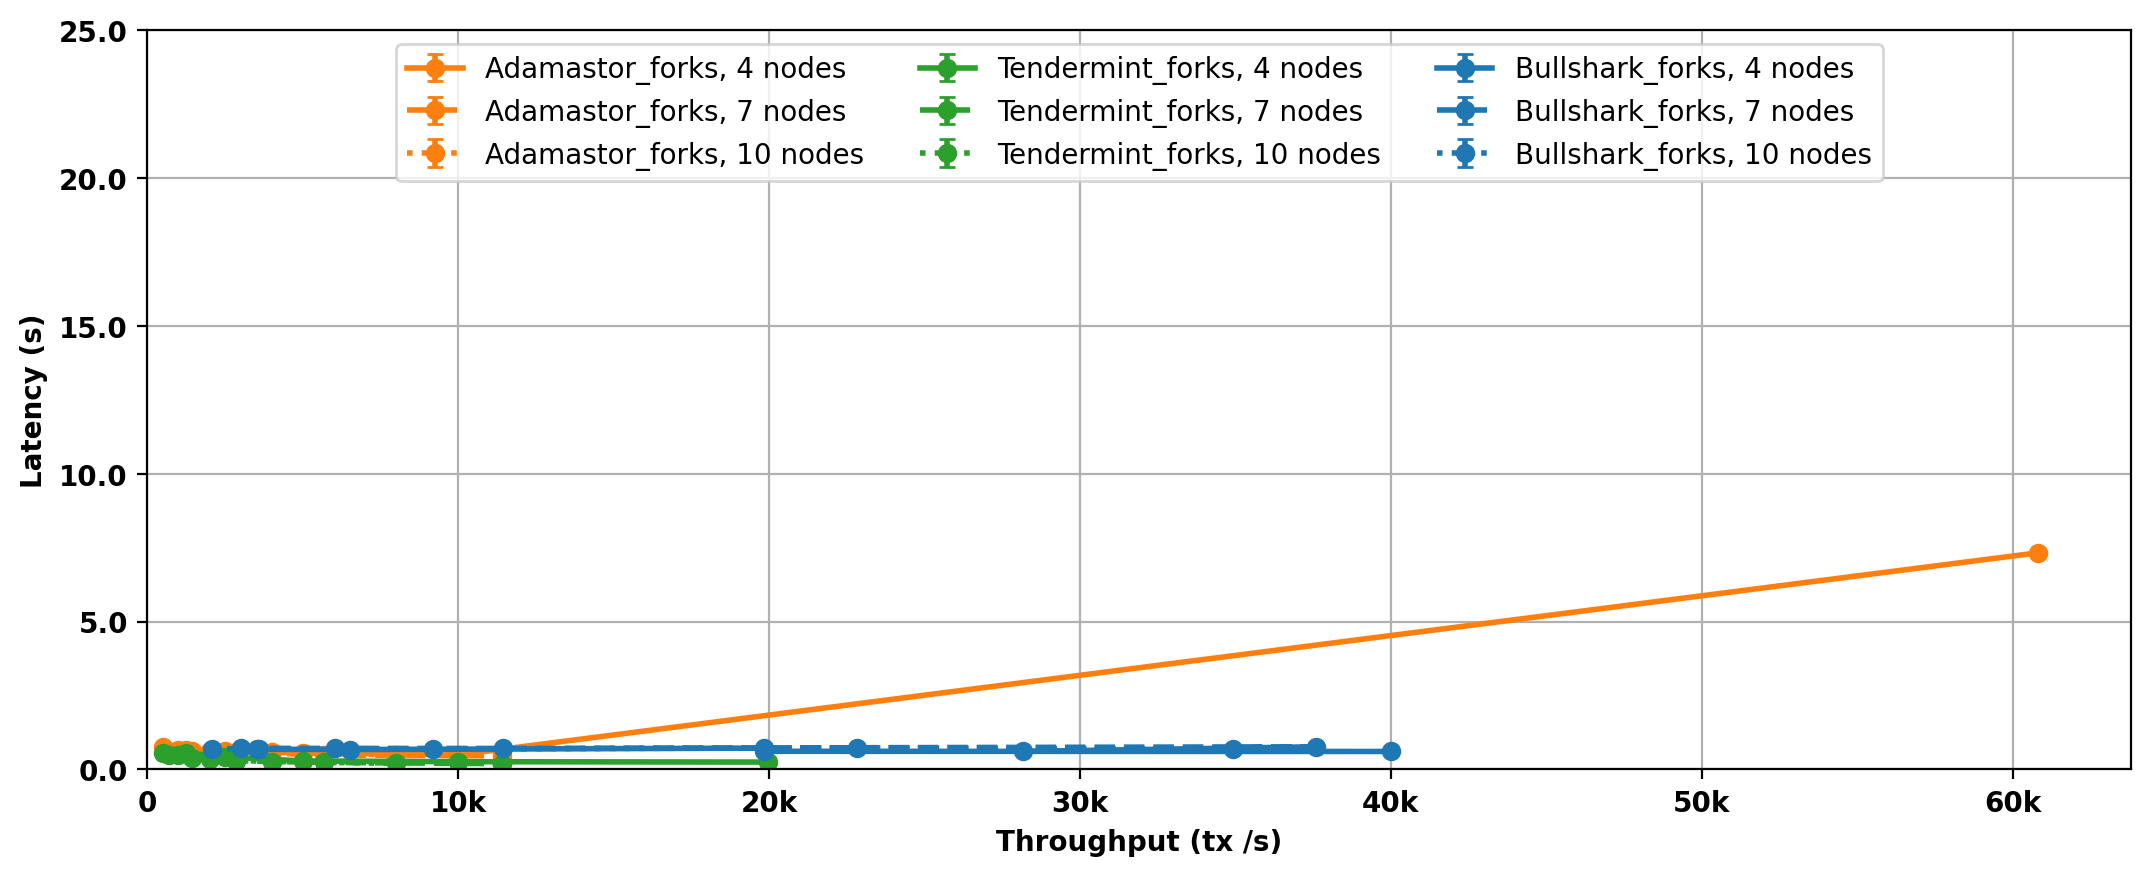 25.0
20.0
15.0
10.0
5.0
0.0
Latency (s)
Adamastor_forks, 4 nodes
Adamastor_forks, 7 nodes
Adamastor_forks, 10 nodes
Tendermint_forks, 4 nodes
Tendermint_forks, 7 nodes
Tendermint_forks, 10 nodes
Bullshark_forks, 4 nodes
Bullshark_forks, 7 nodes
Bullshark_forks, 10 nodes
0 10k 20k 30k 40k 50k 60k
Throughput (tx /s)